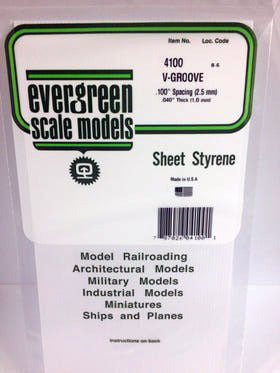 Item No. Loc. Code
4100 B-6
V-GROOVE
.100" Spacing (2.5 mm)
.040" Thick (1.0 mm)
evergreen
scale models
Sheet Styrene
Made in U.S.A
Model Railroading
Architectural Models
Military Models
Industrial Models
Miniatures
Ships and Planes
Instructions on back